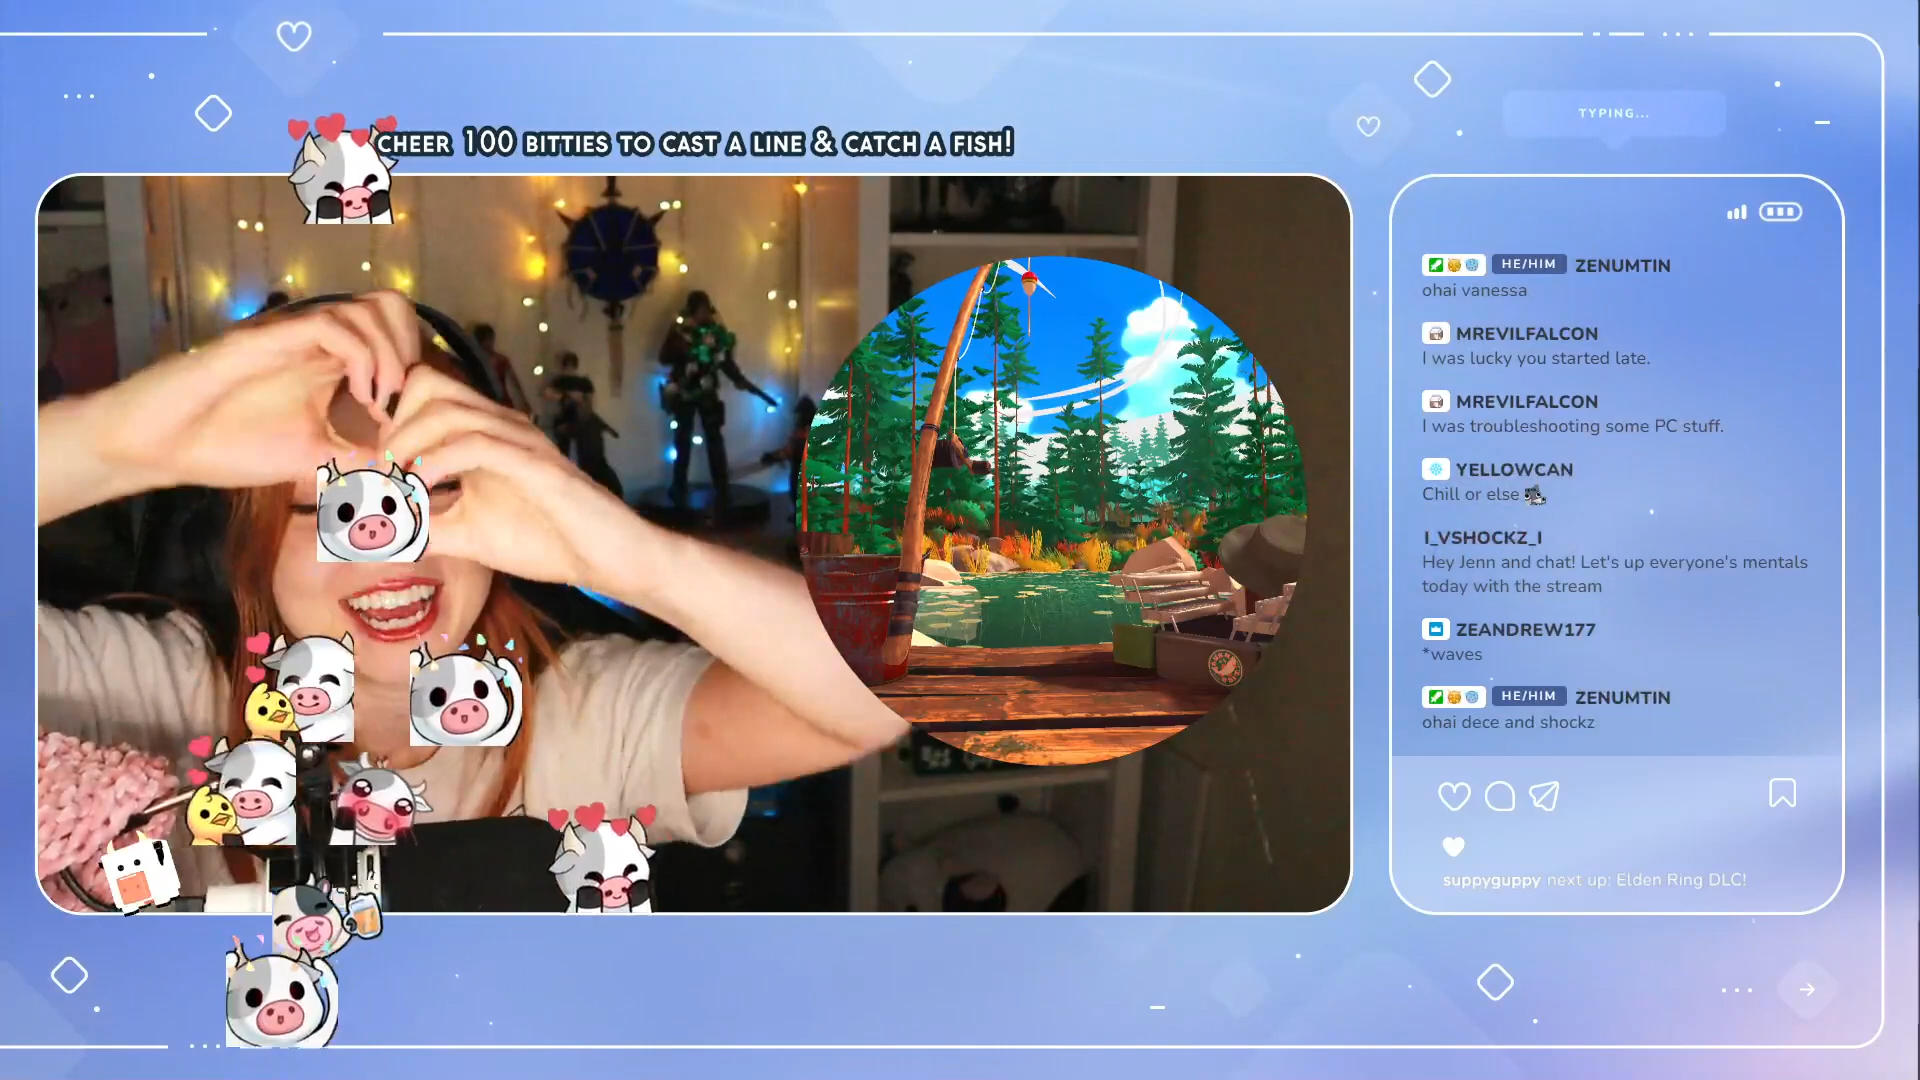 TYPING...
CHEER 100 BITTIES TO CAST A LINE & CATCH A FISH!
HE/HIM ZENUMTIN
ohai vanessa
MREVILFALCON
I was lucky you started late.
MREVILFALCON
I was troubleshooting some PC stuff.
YELLOWCAN
Chill or else
I_VSHOCKZ_I
Hey Jenn and chat! Let's up everyone's mentals
today with the stream
ZEANDREW177
*waves
HE/HIM ZENUMTIN
ohai dece and shockz
suppyguppy next up: Elden Ring DLC!